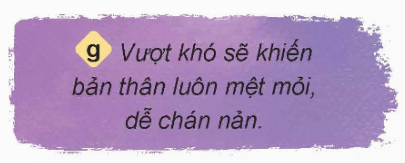 g Vượt khó sẽ khiến
bản thân luôn mệt mỏi,
dễ chán nản.